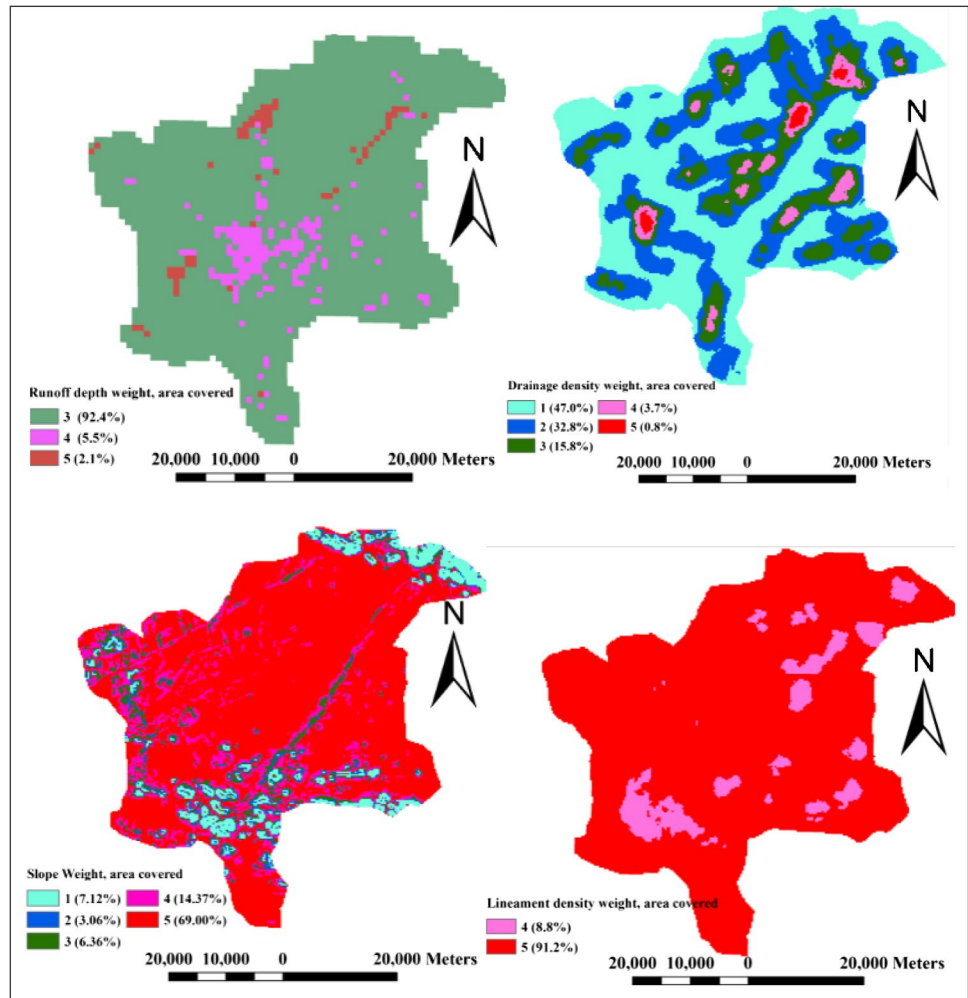 N
Runoff depth weight, area covered
3 (92.4%)
4 (5.5%)
5 (2.1%)
20,000 10,000 0 20,000 Meters
N
Drainage density weight, area covered
1 (47.0%) 4 (3.7%)
2 (32.8%) 5 (0.8%)
3 (15.8%)
20,000 10,000 0 20,000 Meters
N
Slope Weight, area covered
1 (7.12%) 4 (14.37%)
2 (3.06%) 5 (69.00%)
3 (6.36%)
20,000 10,000 0 20,000 Meters
N
Lineament density weight, area covered
4 (8.8%)
5 (91.2%)
20,000 10,000 0 20,000 Meters